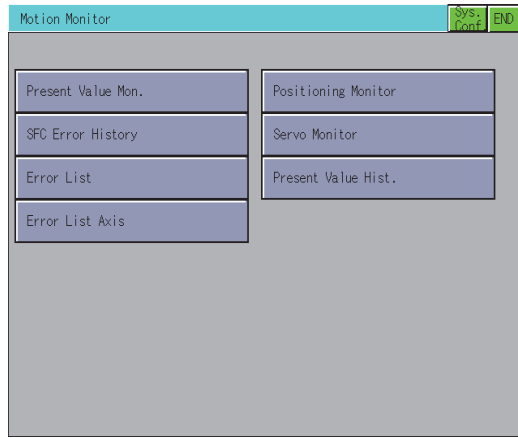 Motion Monitor
Sys.
Conf
END
Present Value Mon.
Positioning Monitor
SFC Error History
Servo Monitor
Error List
Present Value Hist.
Error List Axis